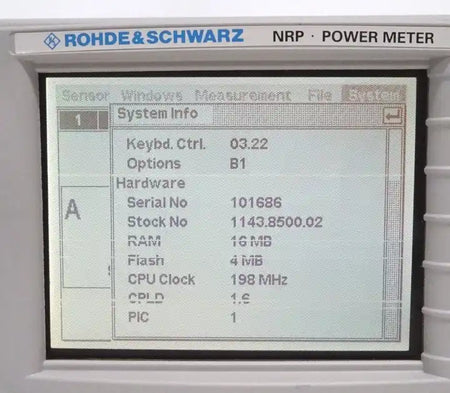 ROHDE & SCHWARZ NRP · POWER METER
Sensor Windows Measurement File System
1 System Info
Keybd. Ctrl. 03.22
Options B1
Hardware
A
Serial No 101686
Stock No 1143.8500.02
RAM 16 MB
Flash 4 MB
CPU Clock 198 MHz
CPLD 1.6
PIC 1